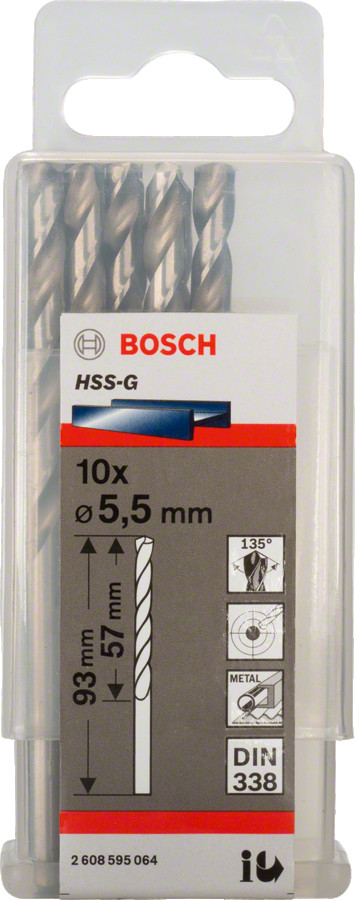 BOSCH
HSS-G
10x
ø 5,5 mm
93 mm
57 mm
135°
METAL
DIN
338
2 608 595 064